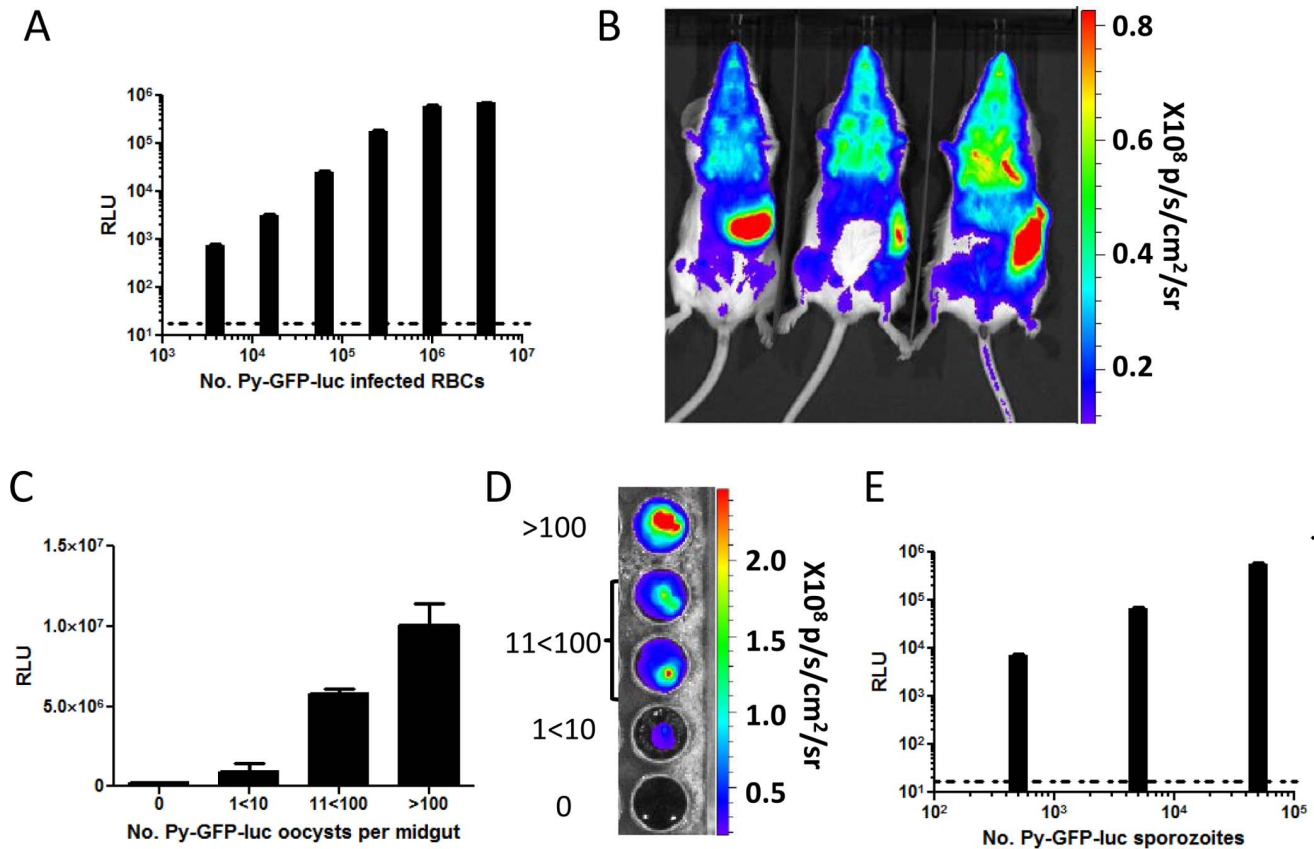 A
10⁶
10⁵
10⁴
10³
10²
10¹
RLU
10³ 10⁴ 10⁵ 10⁶ 10⁷
No. Py-GFP-luc infected RBCs
B
0.8
0.6
0.4
0.2
X10⁸ p/s/cm²/sr
C
1.5×10⁷
1.0×10⁷
5.0×10⁶
0
RLU
0 1<10 11<100 >100
No. Py-GFP-luc oocysts per midgut
D
>100
11<100
1<10
0
2.0
1.5
1.0
0.5
X10⁸ p/s/cm²/sr
E
10⁶
10⁵
10⁴
10³
10²
10¹
RLU
10² 10³ 10⁴ 10⁵
No. Py-GFP-luc sporozoites